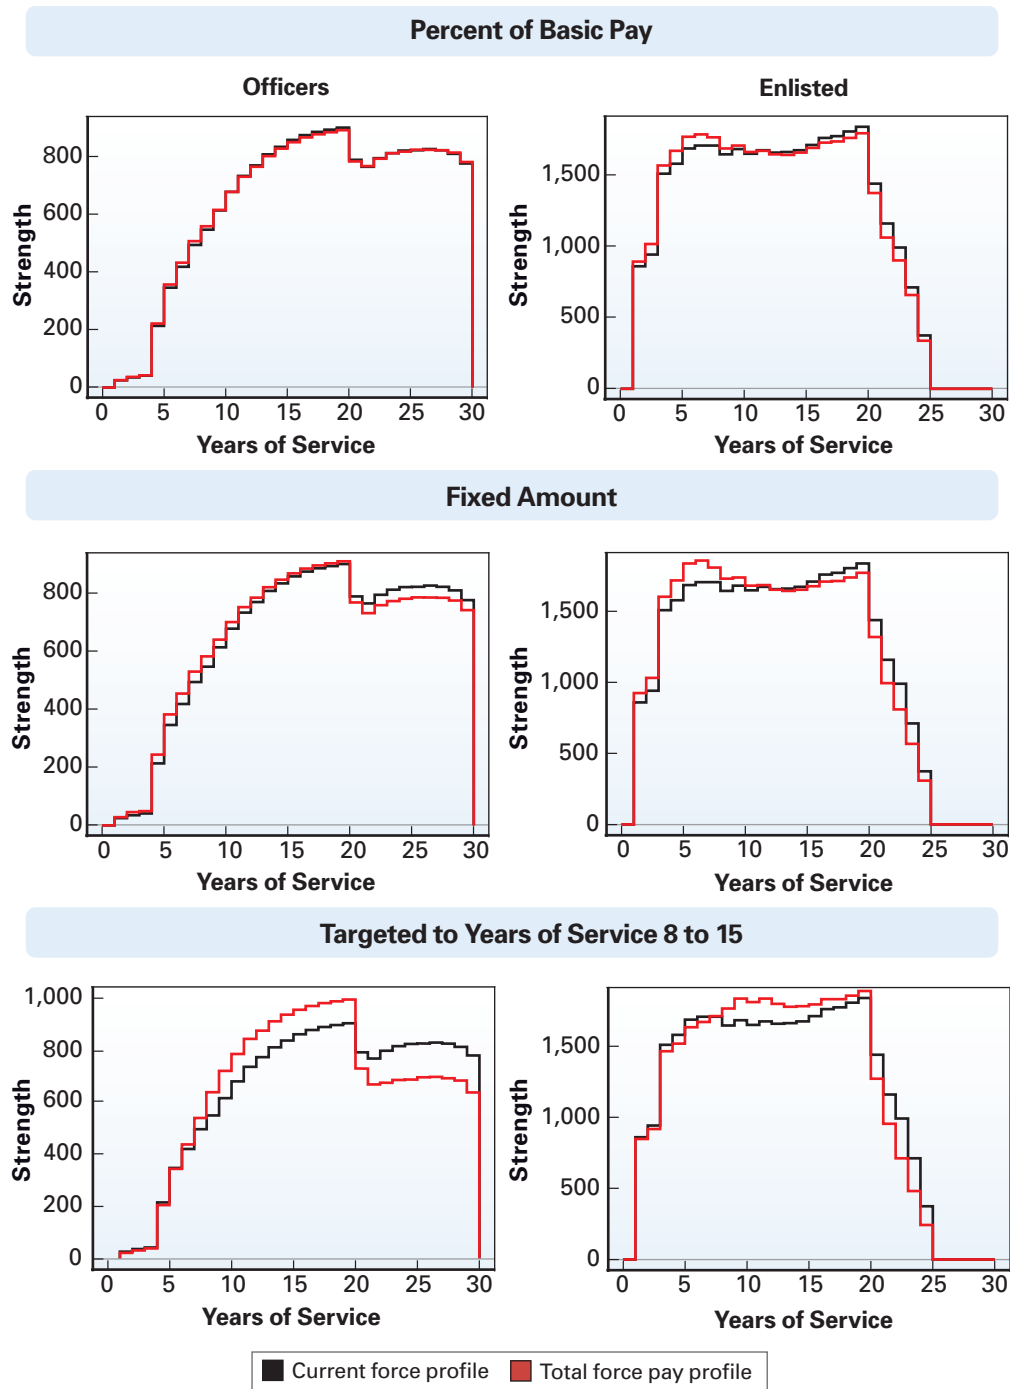 Percent of Basic Pay
Officers
Enlisted
Strength
800
600
400
200
0
0 5 10 15 20 25 30
Years of Service
Strength
1,500
1,000
500
0
0 5 10 15 20 25 30
Years of Service
Fixed Amount
Strength
800
600
400
200
0
0 5 10 15 20 25 30
Years of Service
Strength
1,500
1,000
500
0
0 5 10 15 20 25 30
Years of Service
Targeted to Years of Service 8 to 15
Strength
1,000
800
600
400
200
0
0 5 10 15 20 25 30
Years of Service
Strength
1,500
1,000
500
0
0 5 10 15 20 25 30
Years of Service
Current force profile
Total force pay profile